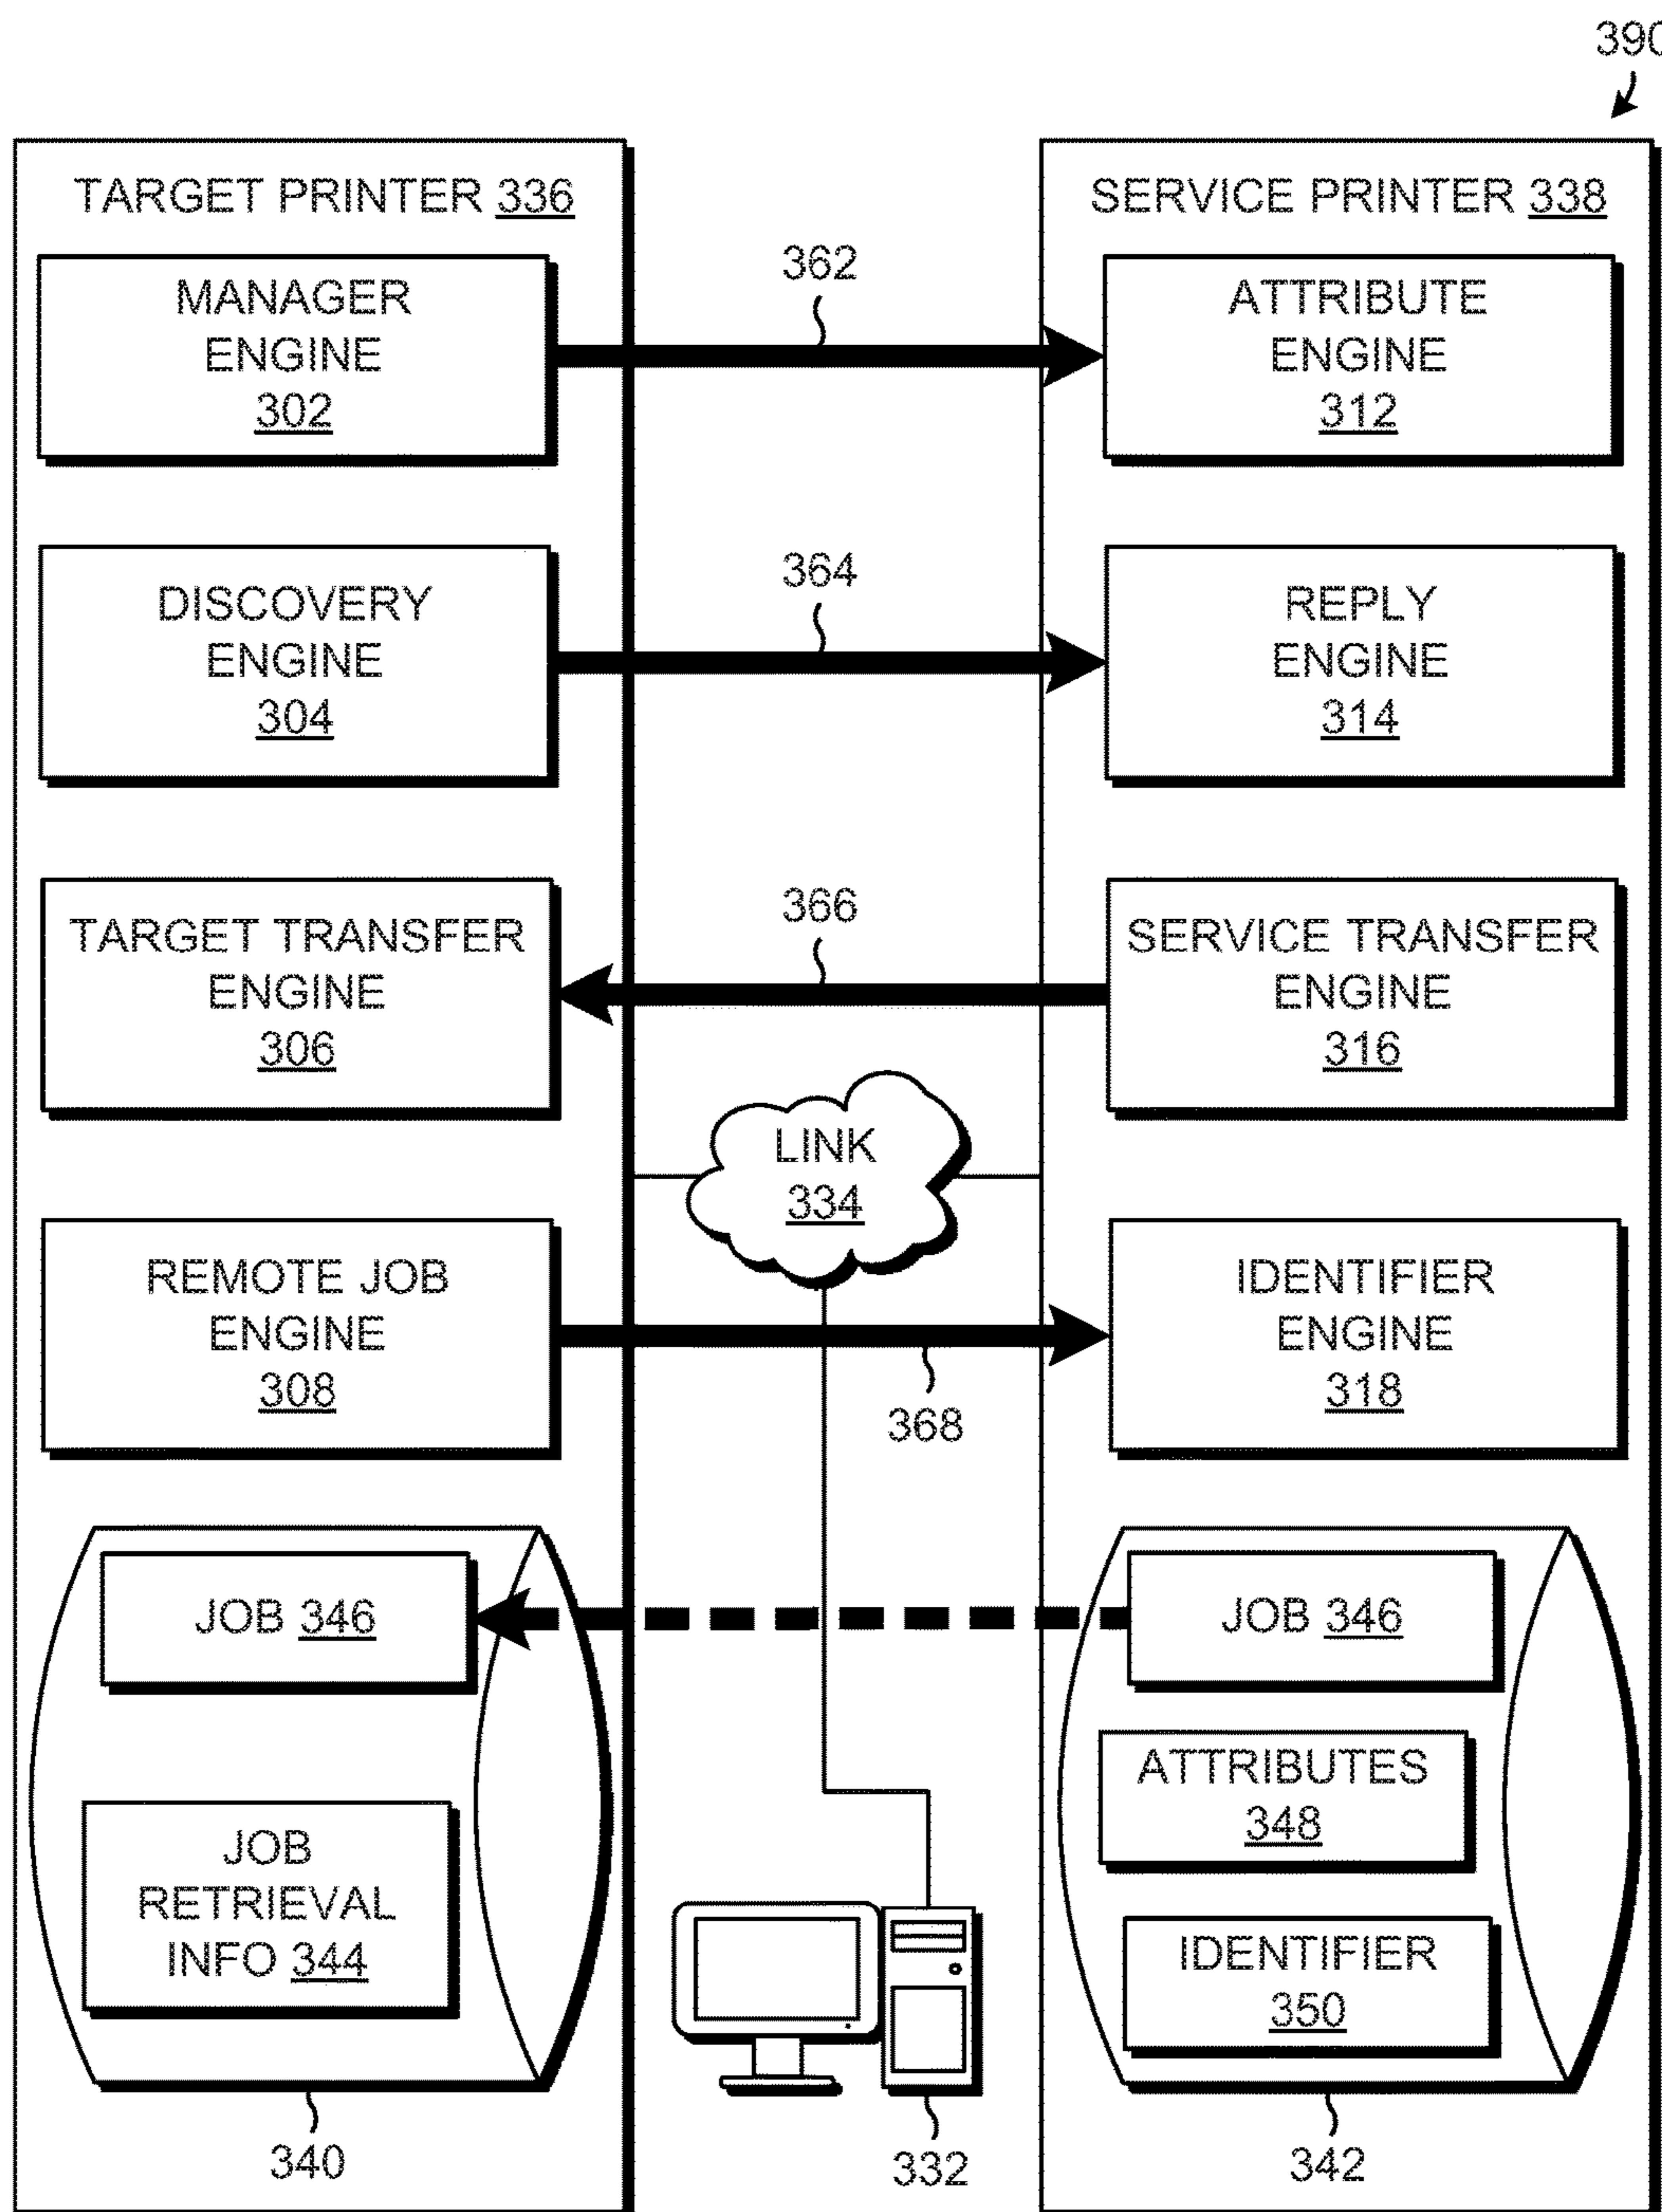 390
TARGET PRINTER 336
SERVICE PRINTER 338
MANAGER
ENGINE
302
362
ATTRIBUTE
ENGINE
312
DISCOVERY
ENGINE
304
364
REPLY
ENGINE
314
TARGET TRANSFER
ENGINE
306
366
SERVICE TRANSFER
ENGINE
316
LINK
334
REMOTE JOB
ENGINE
308
368
IDENTIFIER
ENGINE
318
JOB 346
JOB 346
JOB
RETRIEVAL
INFO 344
ATTRIBUTES
348
IDENTIFIER
350
340
332
342